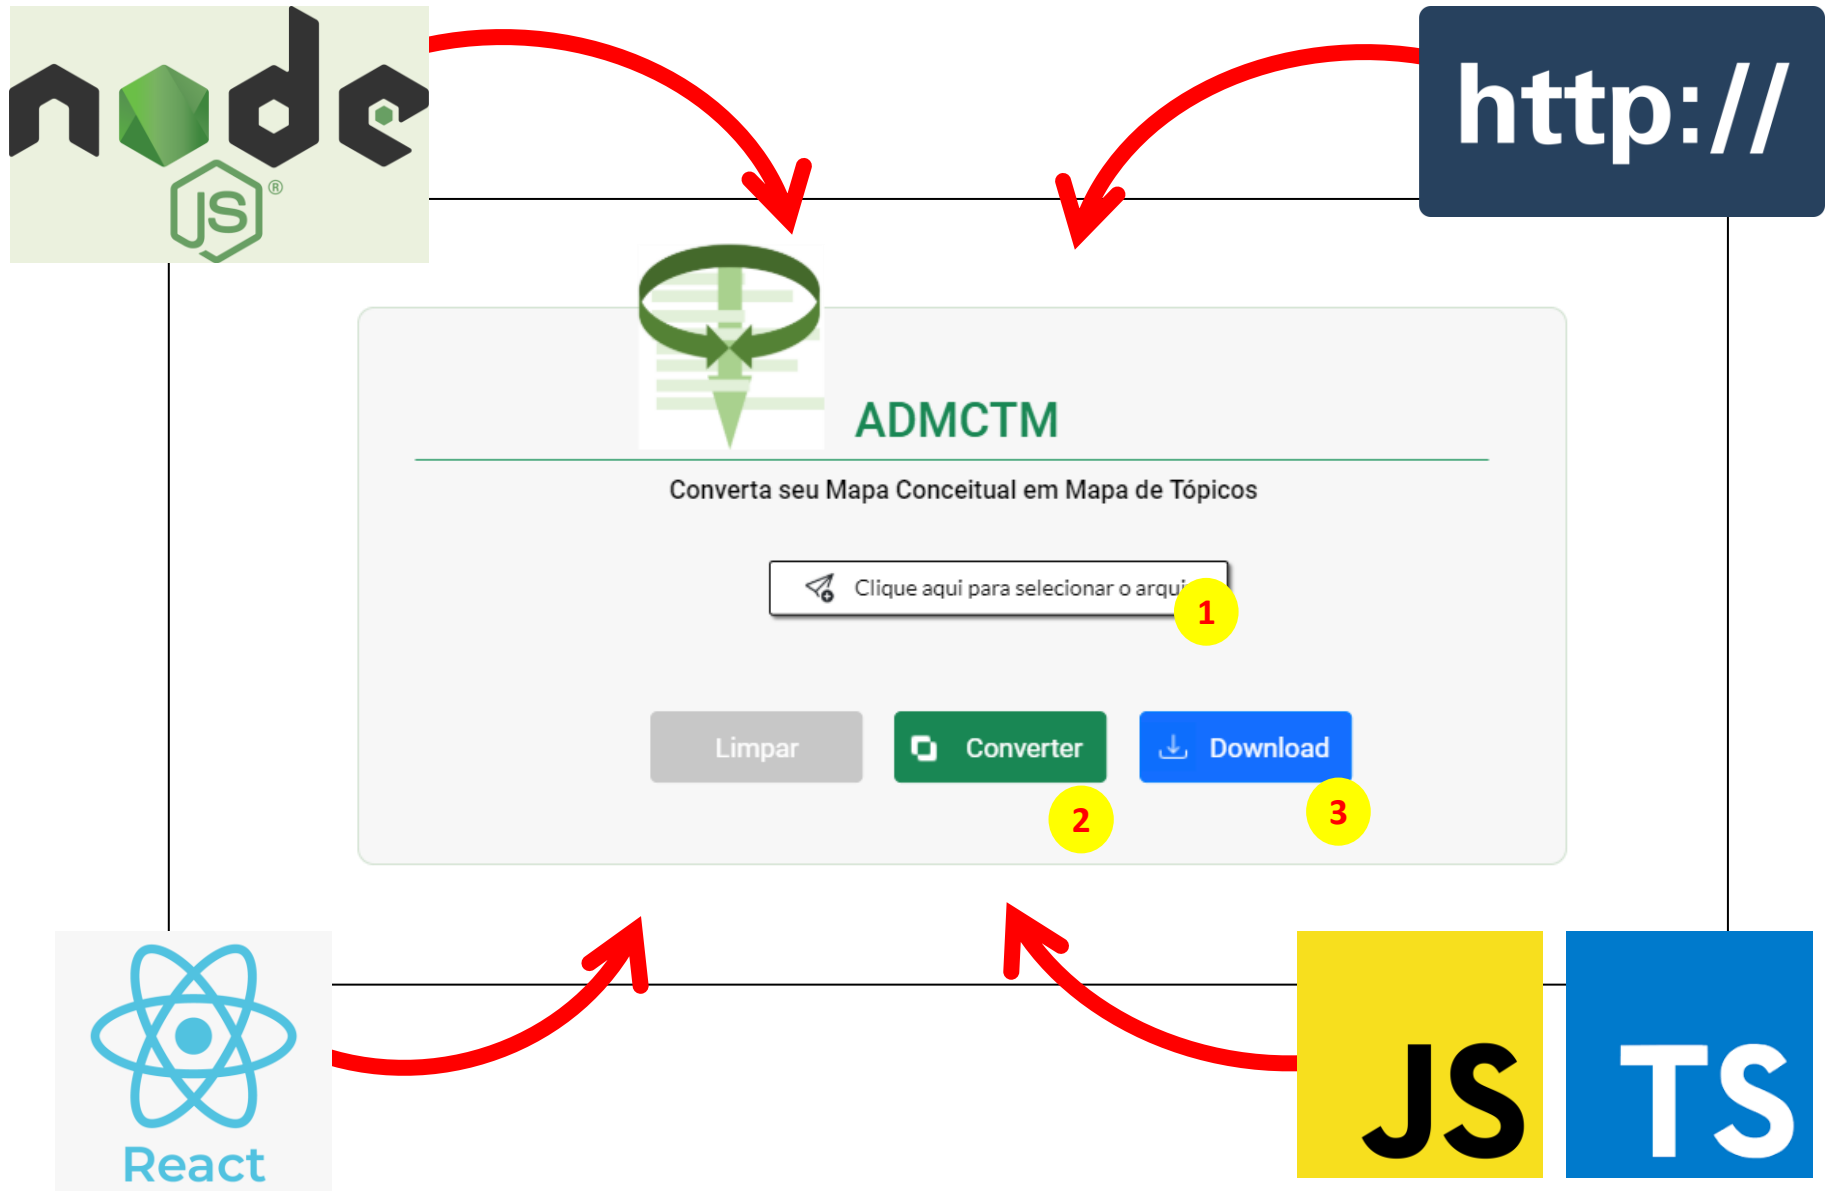 node
JS ®
http://
ADMCTM
Converta seu Mapa Conceitual em Mapa de Tópicos
Clique aqui para selecionar o
1
Limpar
Converter
Download
2
3
React
JS
TS